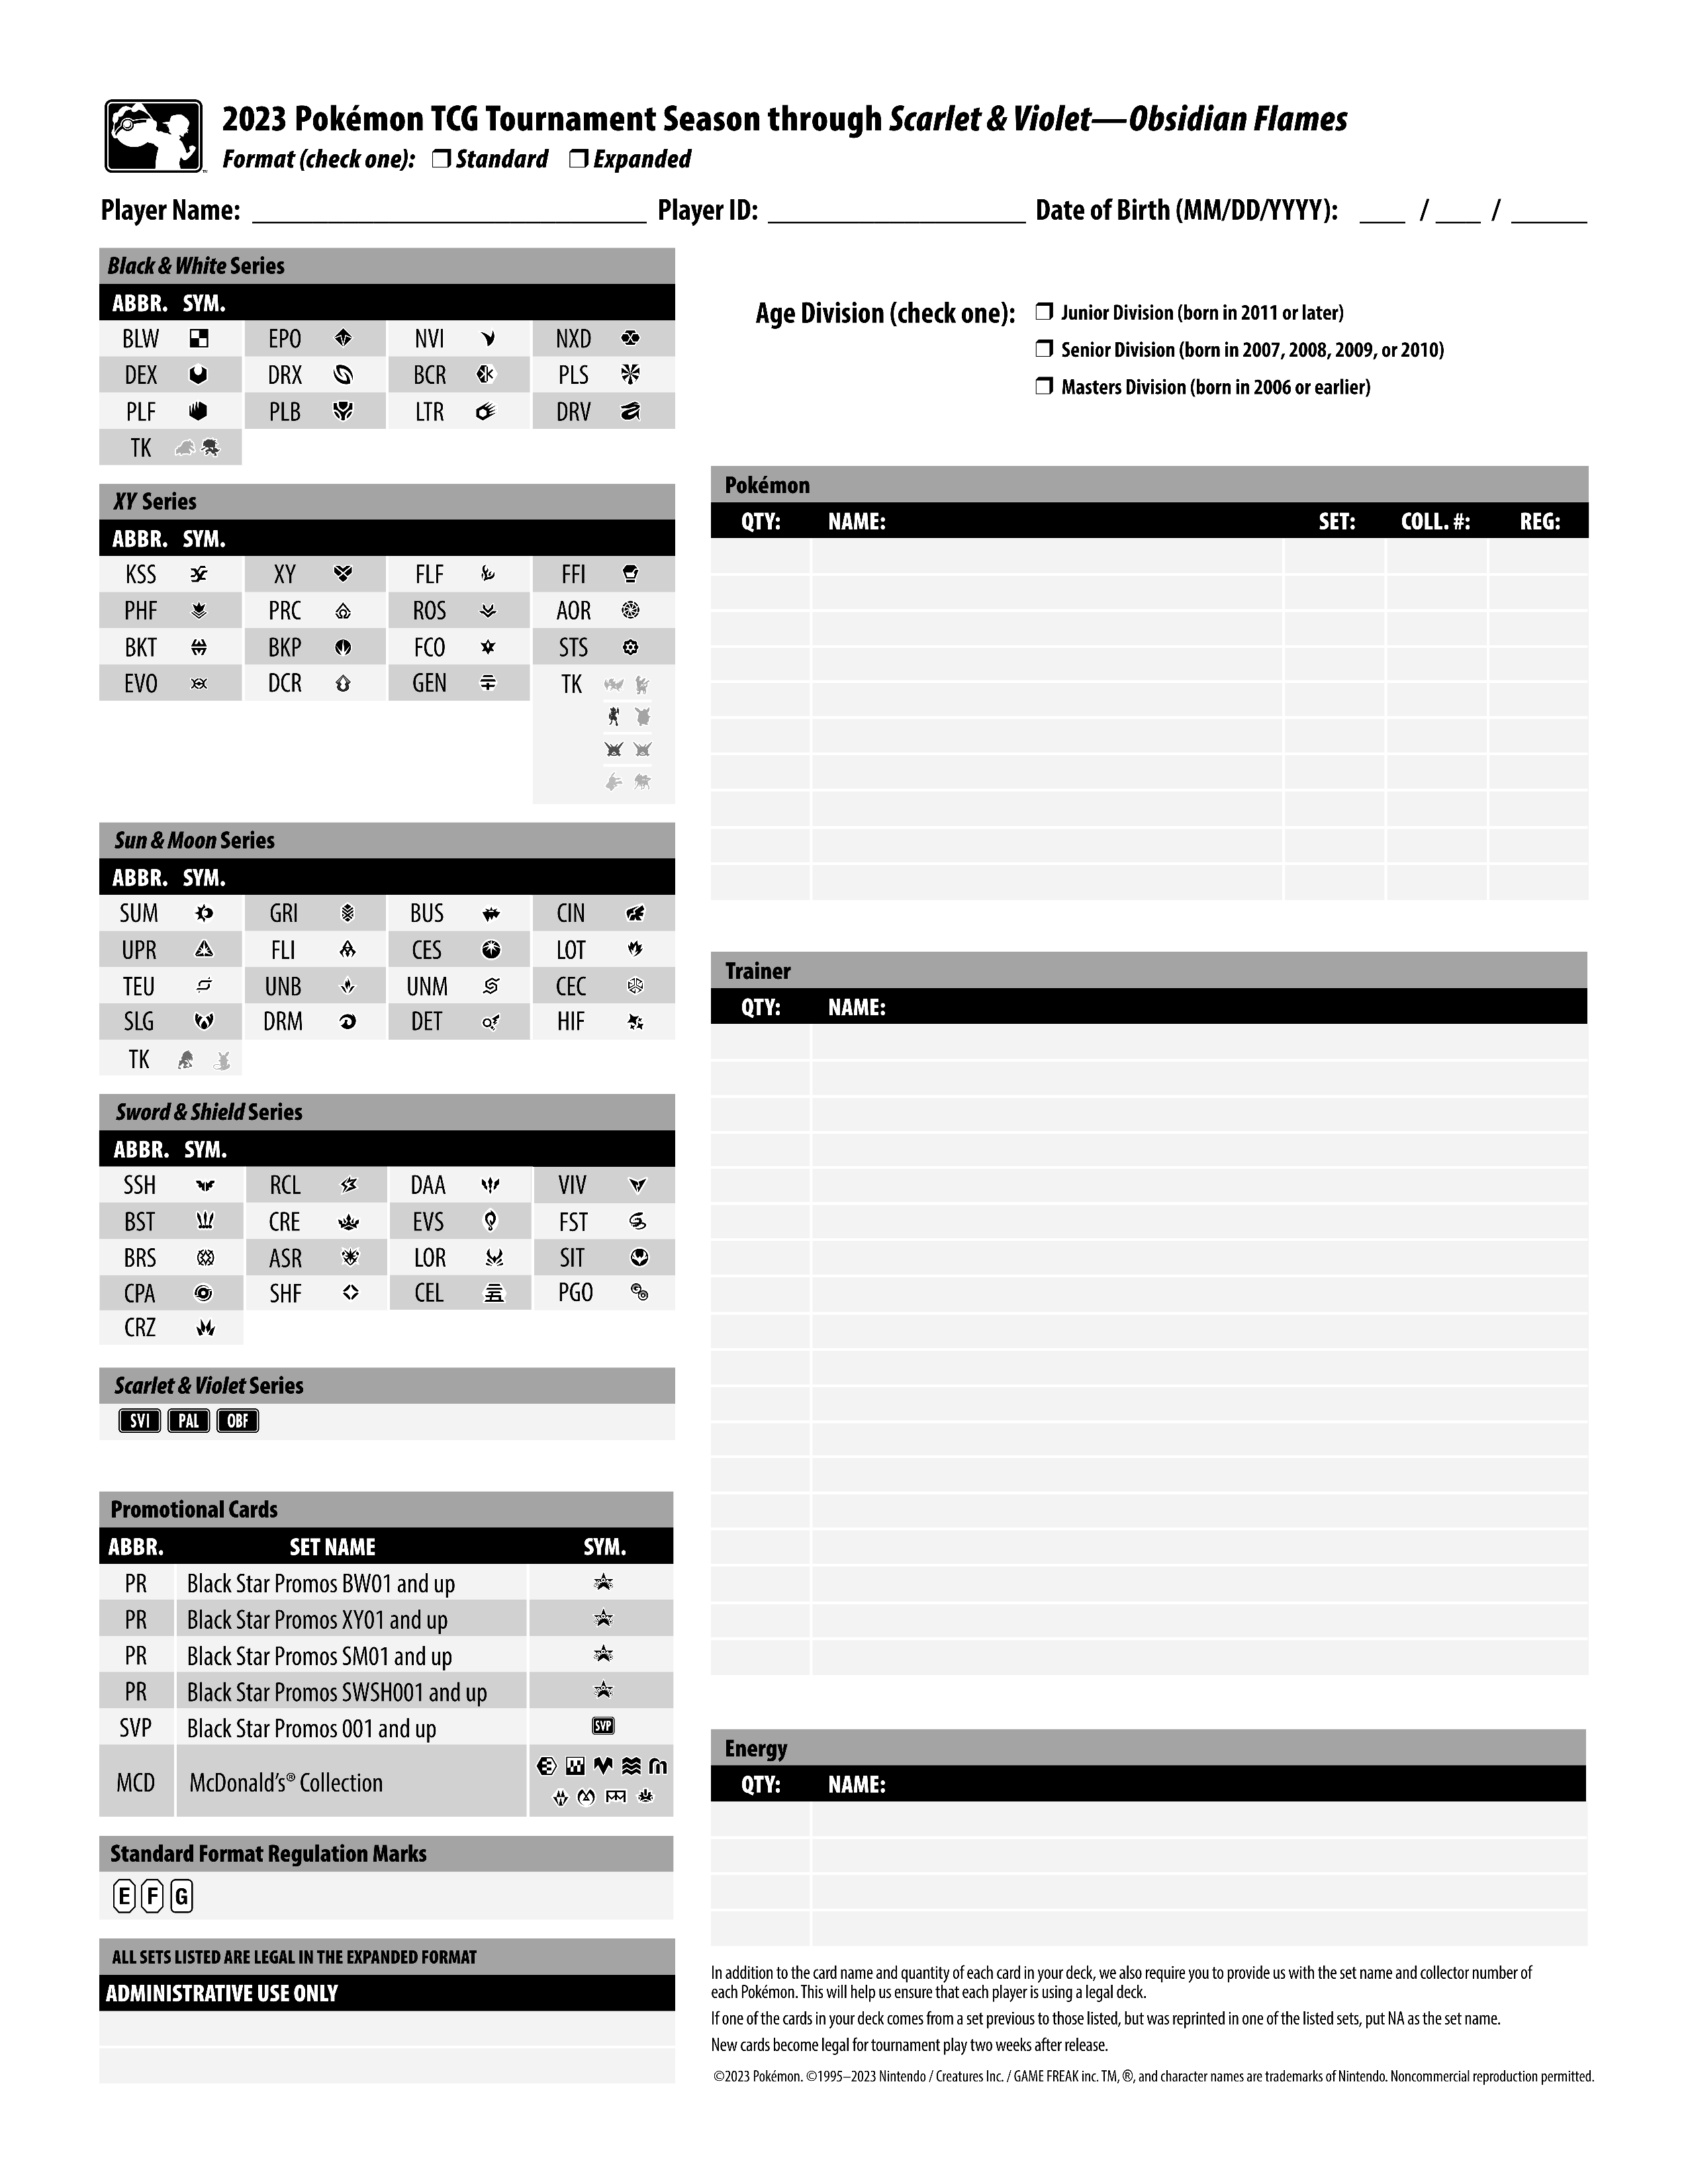 2023 Pokémon TCG Tournament Season through Scarlet & Violet—Obsidian Flames
Format (check one): ❒ Standard ❒ Expanded
Player Name: __________________________ Player ID: _________________ Date of Birth (MM/DD/YYYY): ___ / ___ / _____
Black & White Series
ABBR. SYM.
BLW EPO NVI NXD
DEX DRX BCR PLS
PLF PLB LTR DRV
TK
XY Series
ABBR. SYM.
KSS XY FLF FFI
PHF PRC ROS AOR
BKT BKP FCO STS
EVO DCR GEN TK
Sun & Moon Series
ABBR. SYM.
SUM GRI BUS CIN
UPR FLI CES LOT
TEU UNB UNM CEC
SLG DRM DET HIF
TK
Sword & Shield Series
ABBR. SYM.
SSH RCL DAA VIV
BST CRE EVS FST
BRS ASR LOR SIT
CPA SHF CEL PGO
CRZ
Scarlet & Violet Series
SVI PAL OBF
Promotional Cards
ABBR. SET NAME SYM.
PR Black Star Promos BW01 and up
PR Black Star Promos XY01 and up
PR Black Star Promos SM01 and up
PR Black Star Promos SWSH001 and up
SVP Black Star Promos 001 and up SVP
MCD McDonald's® Collection
Standard Format Regulation Marks
E F G
ALL SETS LISTED ARE LEGAL IN THE EXPANDED FORMAT
ADMINISTRATIVE USE ONLY
Age Division (check one): ❒ Junior Division (born in 2011 or later)
❒ Senior Division (born in 2007, 2008, 2009, or 2010)
❒ Masters Division (born in 2006 or earlier)
Pokémon
QTY: NAME: SET: COLL. #: REG:
Trainer
QTY: NAME:
Energy
QTY: NAME:
In addition to the card name and quantity of each card in your deck, we also require you to provide us with the set name and collector number of
each Pokémon. This will help us ensure that each player is using a legal deck.
If one of the cards in your deck comes from a set previous to those listed, but was reprinted in one of the listed sets, put NA as the set name.
New cards become legal for tournament play two weeks after release.
©2023 Pokémon. ©1995–2023 Nintendo / Creatures Inc. / GAME FREAK inc. TM, ®, and character names are trademarks of Nintendo. Noncommercial reproduction permitted.